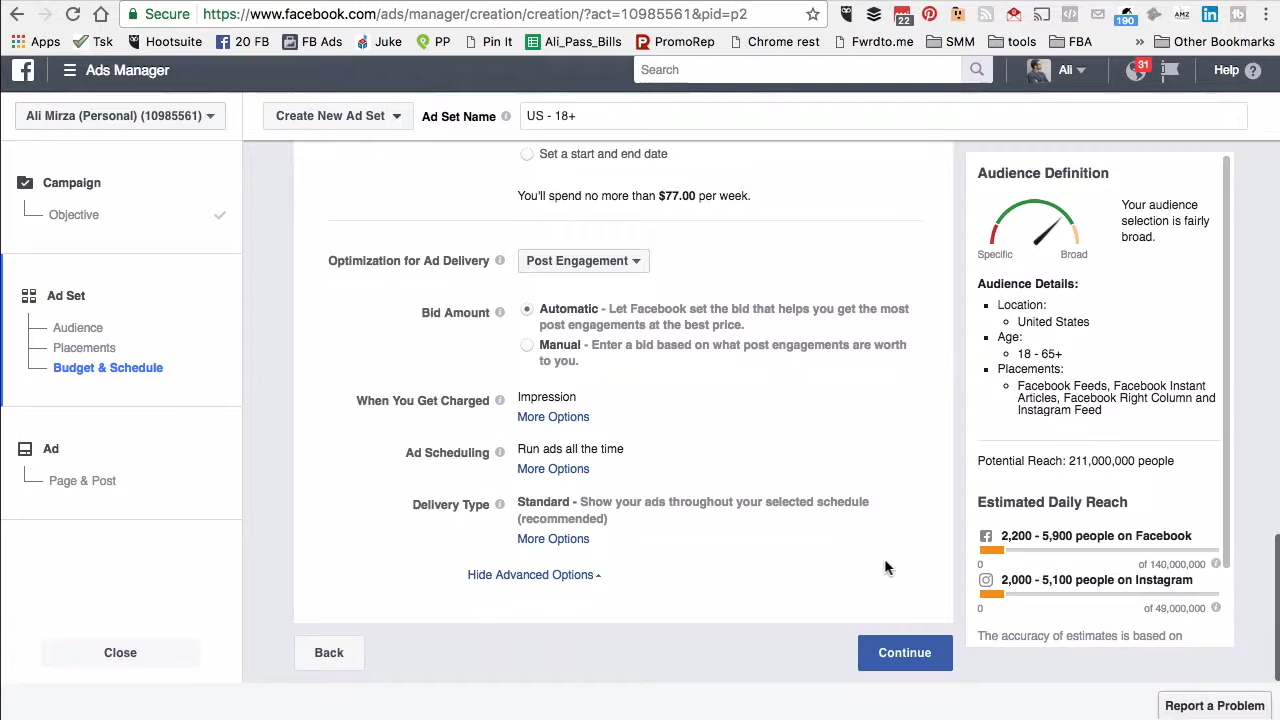 Secure
https://www.facebook.com/ads/manager/creation/creation/?act=10985561&pid=p2
22
190
Apps
Tsk
Hootsuite
20 FB
FB Ads
Juke
PP
Pin It
Ali_Pass_Bills
PromoRep
Chrome rest
Fwrdto.me
SMM
tools
FBA
»
Other Bookmarks
Ads Manager
Search
Ali
31
Help
Ali Mirza (Personal) (10985561)
Create New Ad Set
Ad Set Name
US - 18+
Campaign
Objective
Ad Set
Audience
Placements
Budget & Schedule
Ad
Page & Post
Close
Set a start and end date
You'll spend no more than $77.00 per week.
Optimization for Ad Delivery
Post Engagement
Bid Amount
Automatic - Let Facebook set the bid that helps you get the most
post engagements at the best price.
Manual - Enter a bid based on what post engagements are worth
to you.
When You Get Charged
Impression
More Options
Ad Scheduling
Run ads all the time
More Options
Delivery Type
Standard - Show your ads throughout your selected schedule
(recommended)
More Options
Hide Advanced Options
Back
Continue
Audience Definition
Specific
Broad
Your audience
selection is fairly
broad.
Audience Details:
Location:
United States
Age:
18 - 65+
Placements:
Facebook Feeds, Facebook Instant
Articles, Facebook Right Column and
Instagram Feed
Potential Reach: 211,000,000 people
Estimated Daily Reach
2,200 - 5,900 people on Facebook
0
of 140,000,000
2,000 - 5,100 people on Instagram
0
of 49,000,000
The accuracy of estimates is based on
Report a Problem